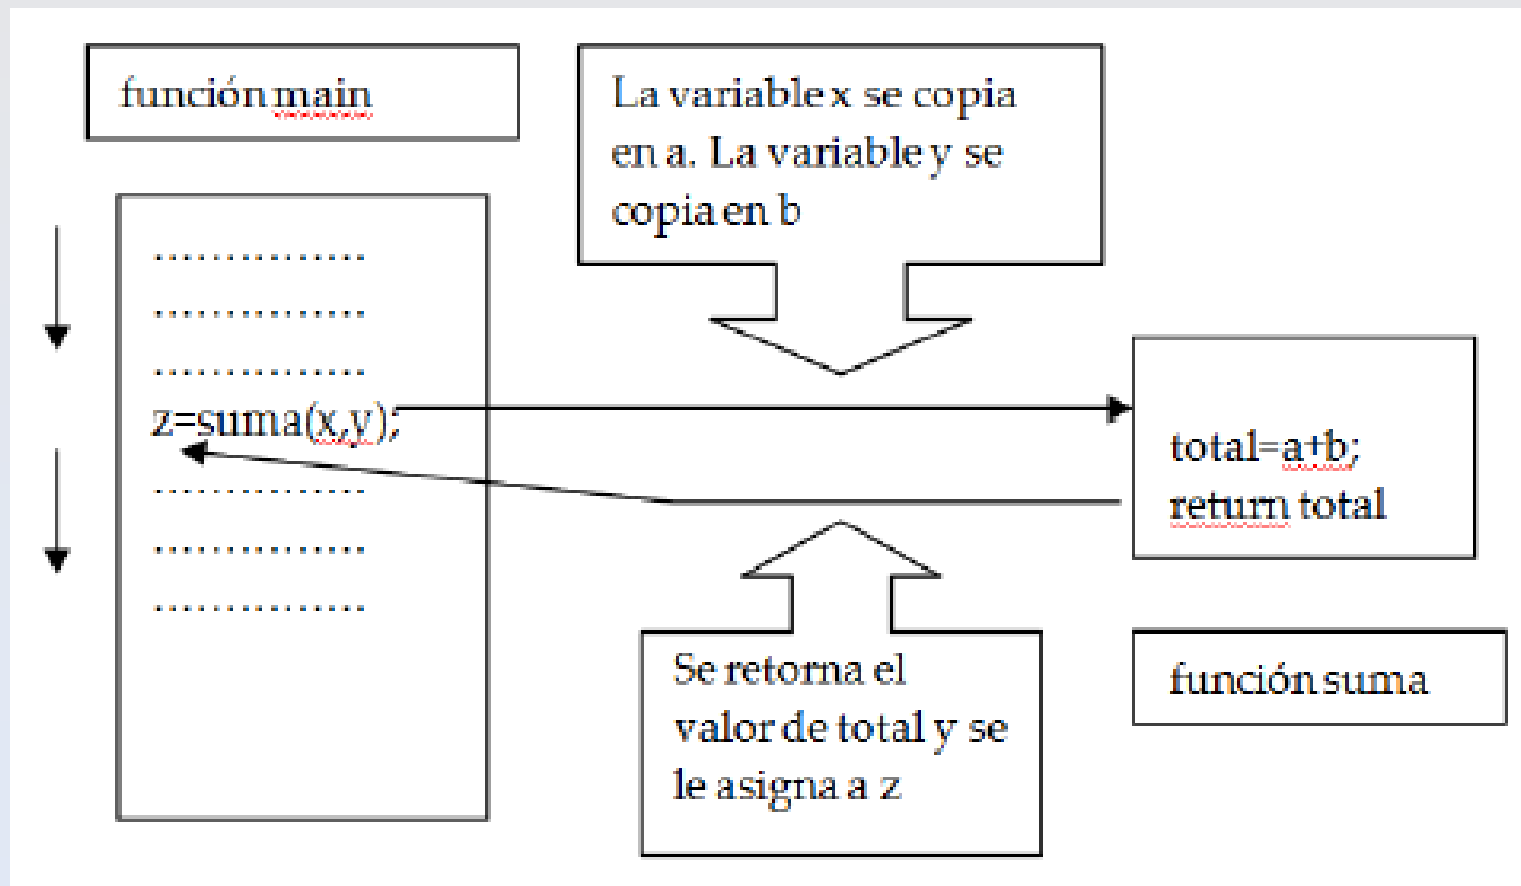 función main
La variable x se copia
en a. La variable y se
copia en b
...............
...............
...............
z=suma(x,y);
...............
...............
...............
total=a+b;
return total
Se retorna el
valor de total y se
le asigna a z
función suma